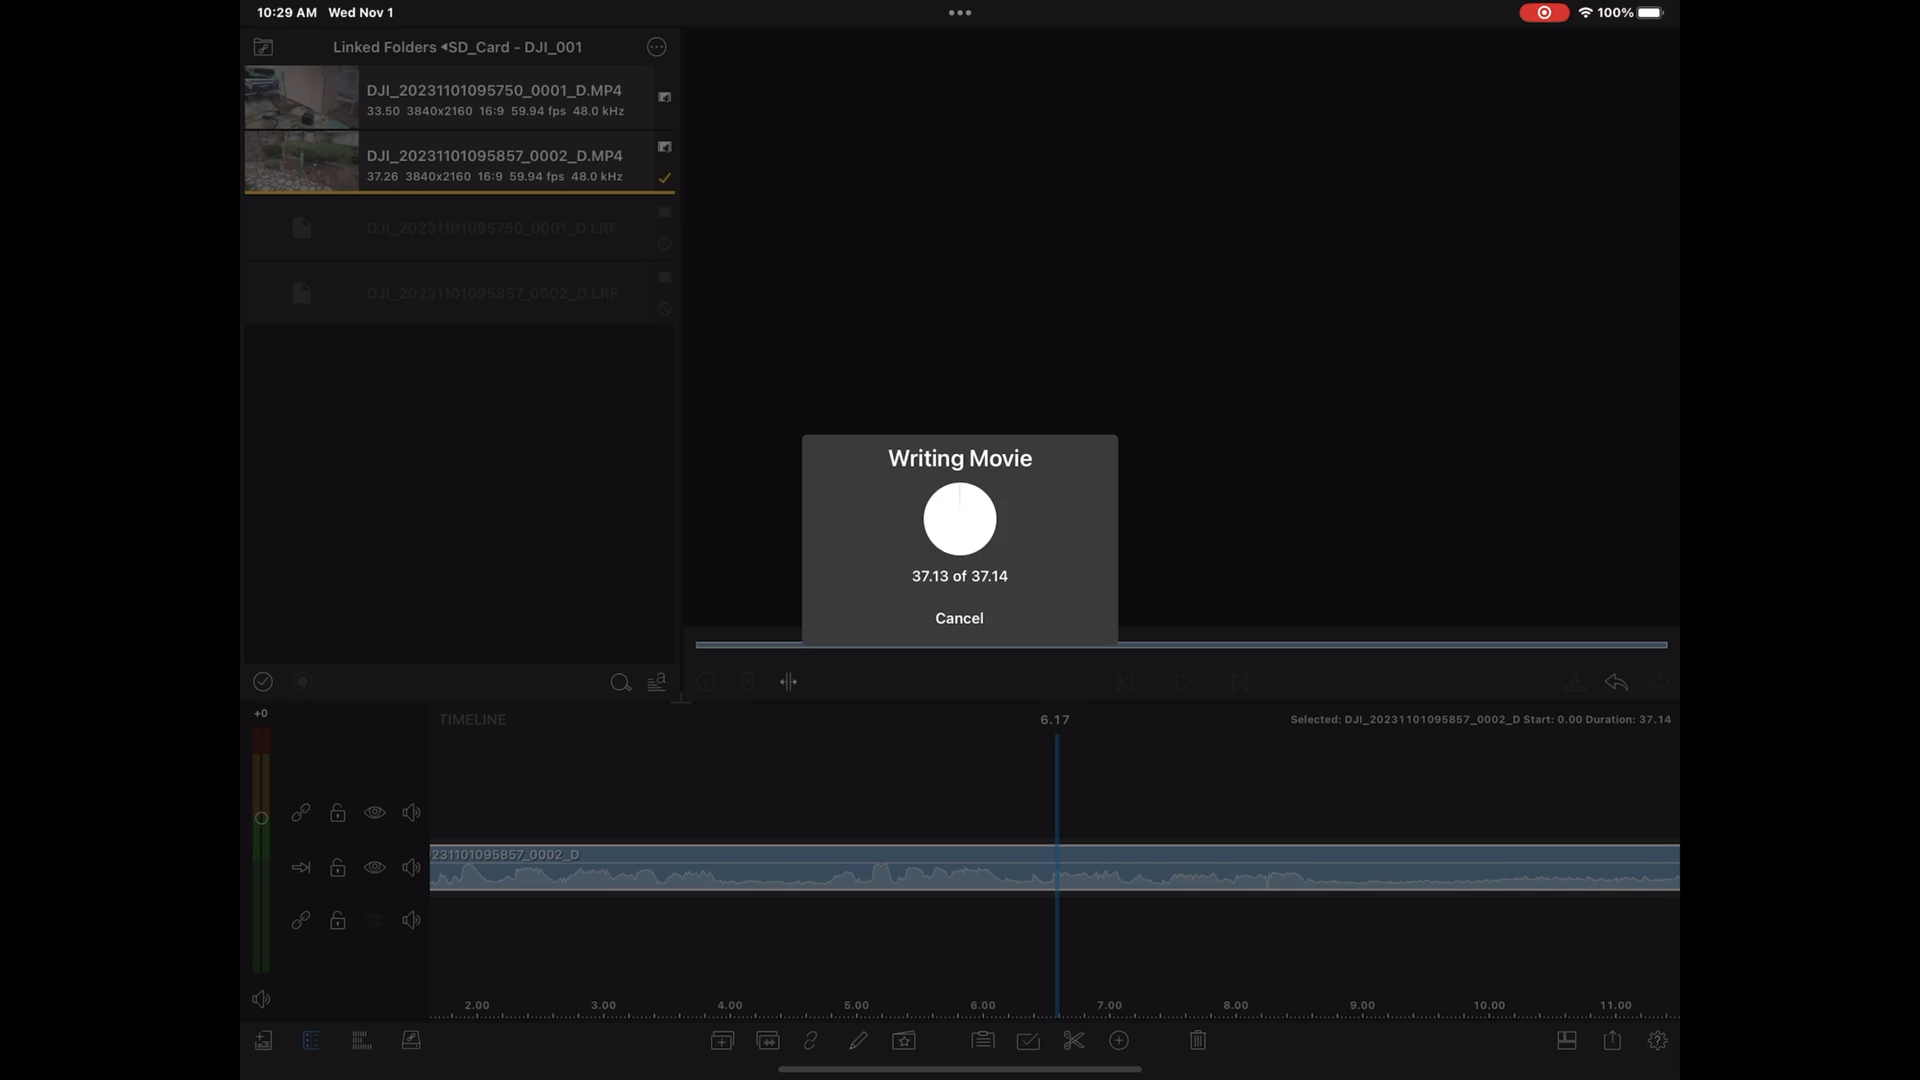 10:29 AM Wed Nov 1
100%
Linked Folders ◂SD_Card - DJI_001
DJI_20231101095750_0001_D.MP4
33.50 3840x2160 16:9 59.94 fps 48.0 kHz
DJI_20231101095857_0002_D.MP4
37.26 3840x2160 16:9 59.94 fps 48.0 kHz
DJI_20231101095750_0001_D.LRF
DJI_20231101095857_0002_D.LRF
Writing Movie
37.13 of 37.14
Cancel
+0
TIMELINE
6.17
Selected: DJI_20231101095857_0002_D Start: 0.00 Duration: 37.14
231101095857_0002_D
2.00 3.00 4.00 5.00 6.00 7.00 8.00 9.00 10.00 11.00